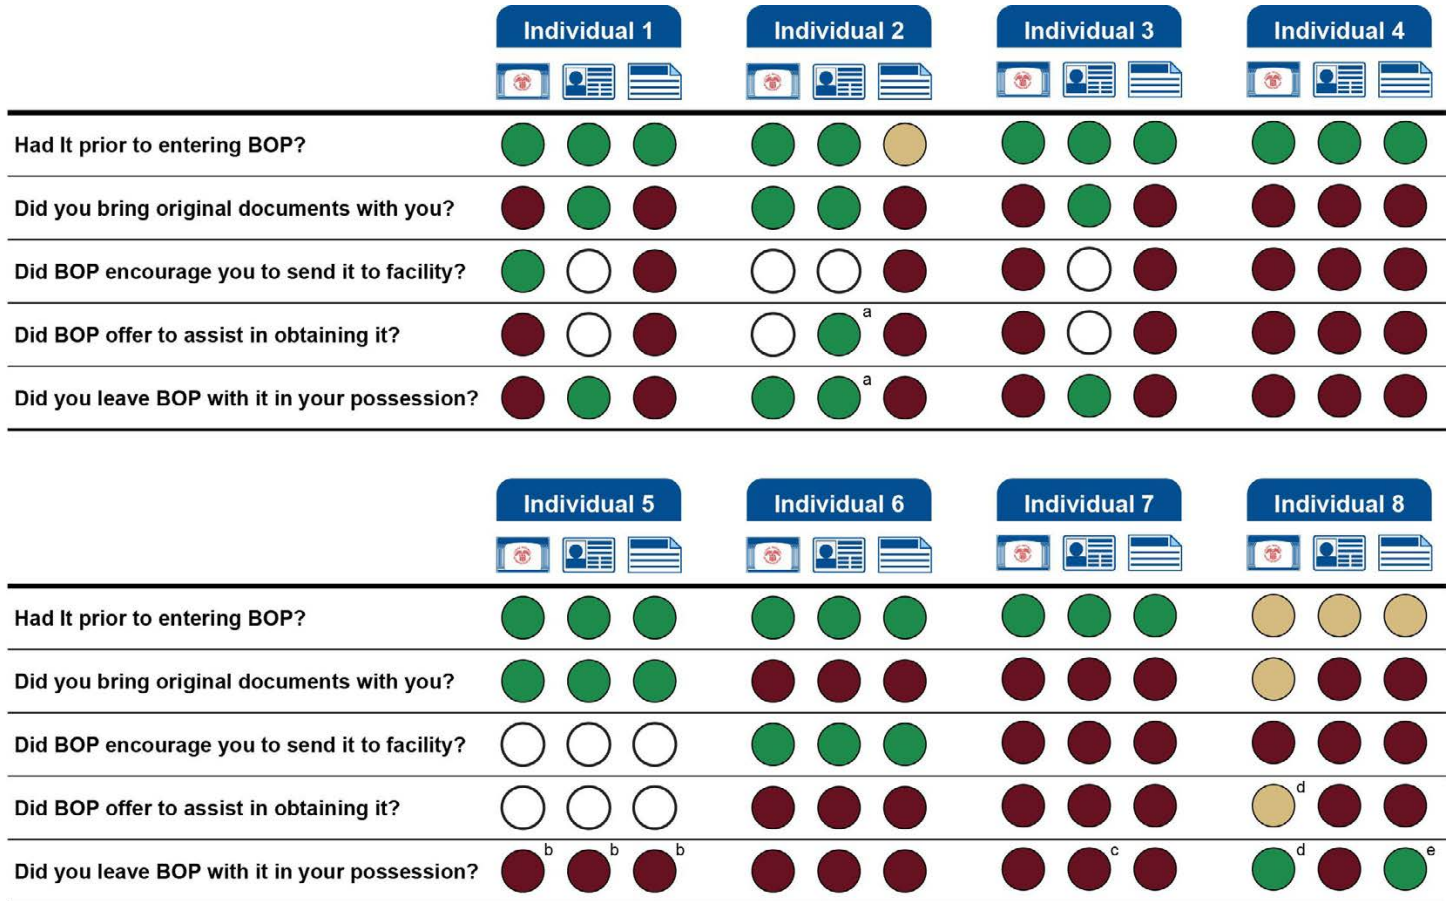 Individual 1 Individual 2 Individual 3 Individual 4
Had It prior to entering BOP?
Did you bring original documents with you?
Did BOP encourage you to send it to facility?
Did BOP offer to assist in obtaining it? a
Did you leave BOP with it in your possession? a
Individual 5 Individual 6 Individual 7 Individual 8
Had It prior to entering BOP?
Did you bring original documents with you?
Did BOP encourage you to send it to facility?
Did BOP offer to assist in obtaining it? d
Did you leave BOP with it in your possession? b b b c d e